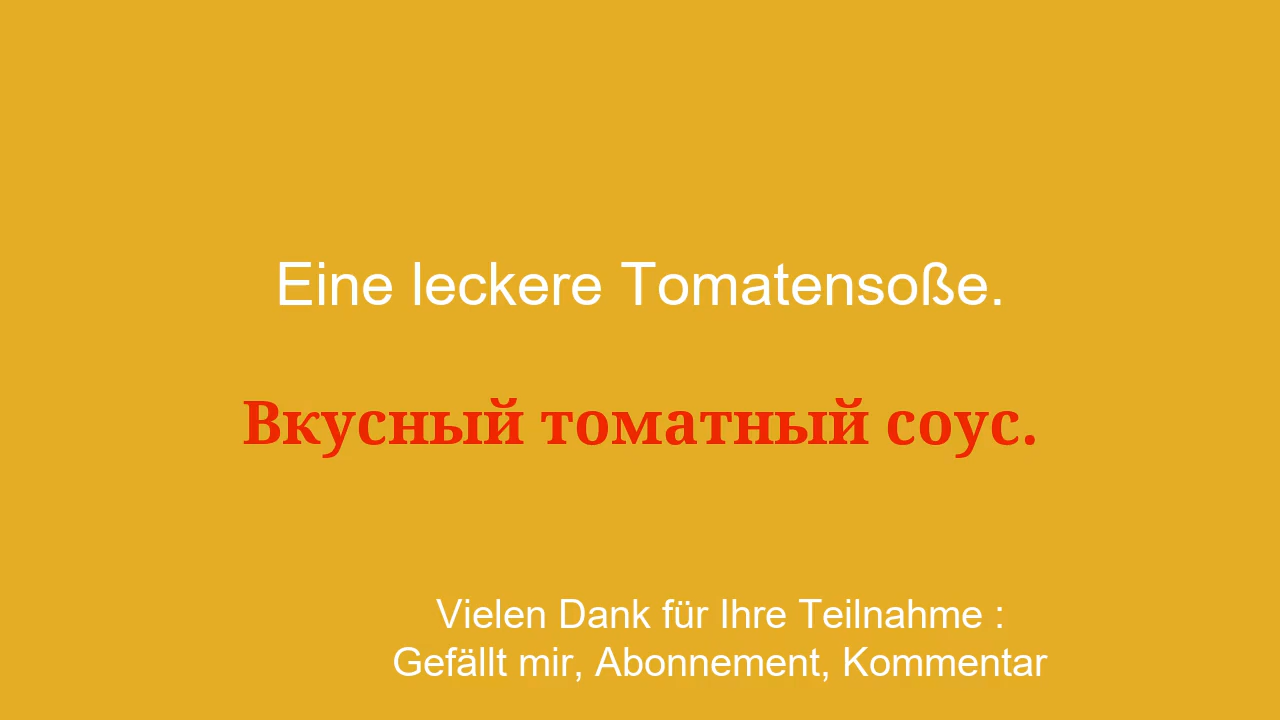 Eine leckere Tomatensoße.
Вкусный томатный соус.
Vielen Dank für Ihre Teilnahme :
Gefällt mir, Abonnement, Kommentar